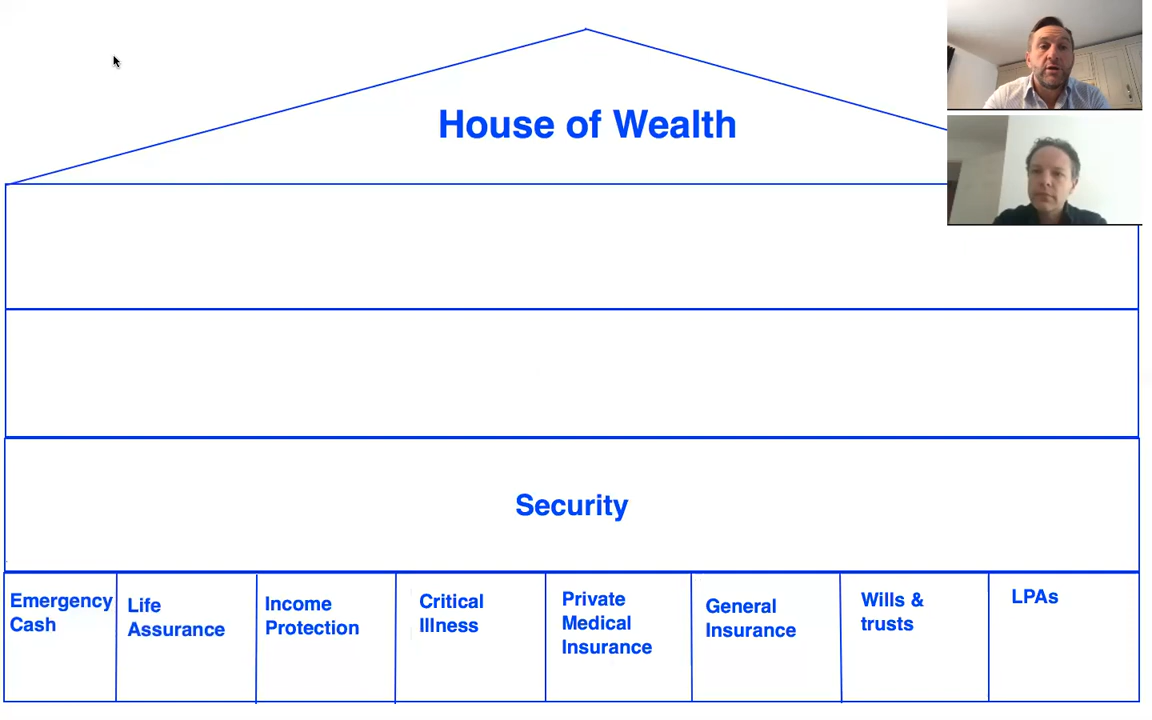 House of Wealth
Security
Emergency
Cash
Life
Assurance
Income
Protection
Critical
Illness
Private
Medical
Insurance
General
Insurance
Wills &
trusts
LPAs